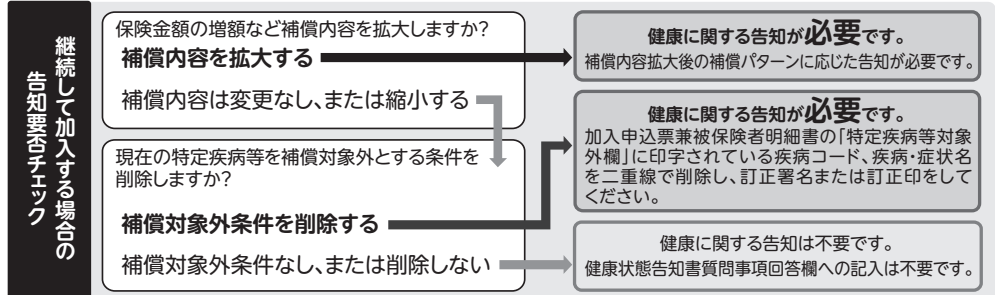 継続して加入する場合の
告知要否チェック
保険金額の増額など補償内容を拡大しますか?
補償内容を拡大する
補償内容は変更なし、または縮小する
健康に関する告知が必要です。
補償内容拡大後の補償パターンに応じた告知が必要です。
現在の特定疾病等を補償対象外とする条件を
削除しますか?
補償対象外条件を削除する
補償対象外条件なし、または削除しない
健康に関する告知が必要です。
加入申込票兼被保険者明細書の「特定疾病等対象
外欄」に印字されている疾病コード、疾病・症状名
を二重線で削除し、訂正署名または訂正印をして
ください。
健康に関する告知は不要です。
健康状態告知書質問事項回答欄への記入は不要です。